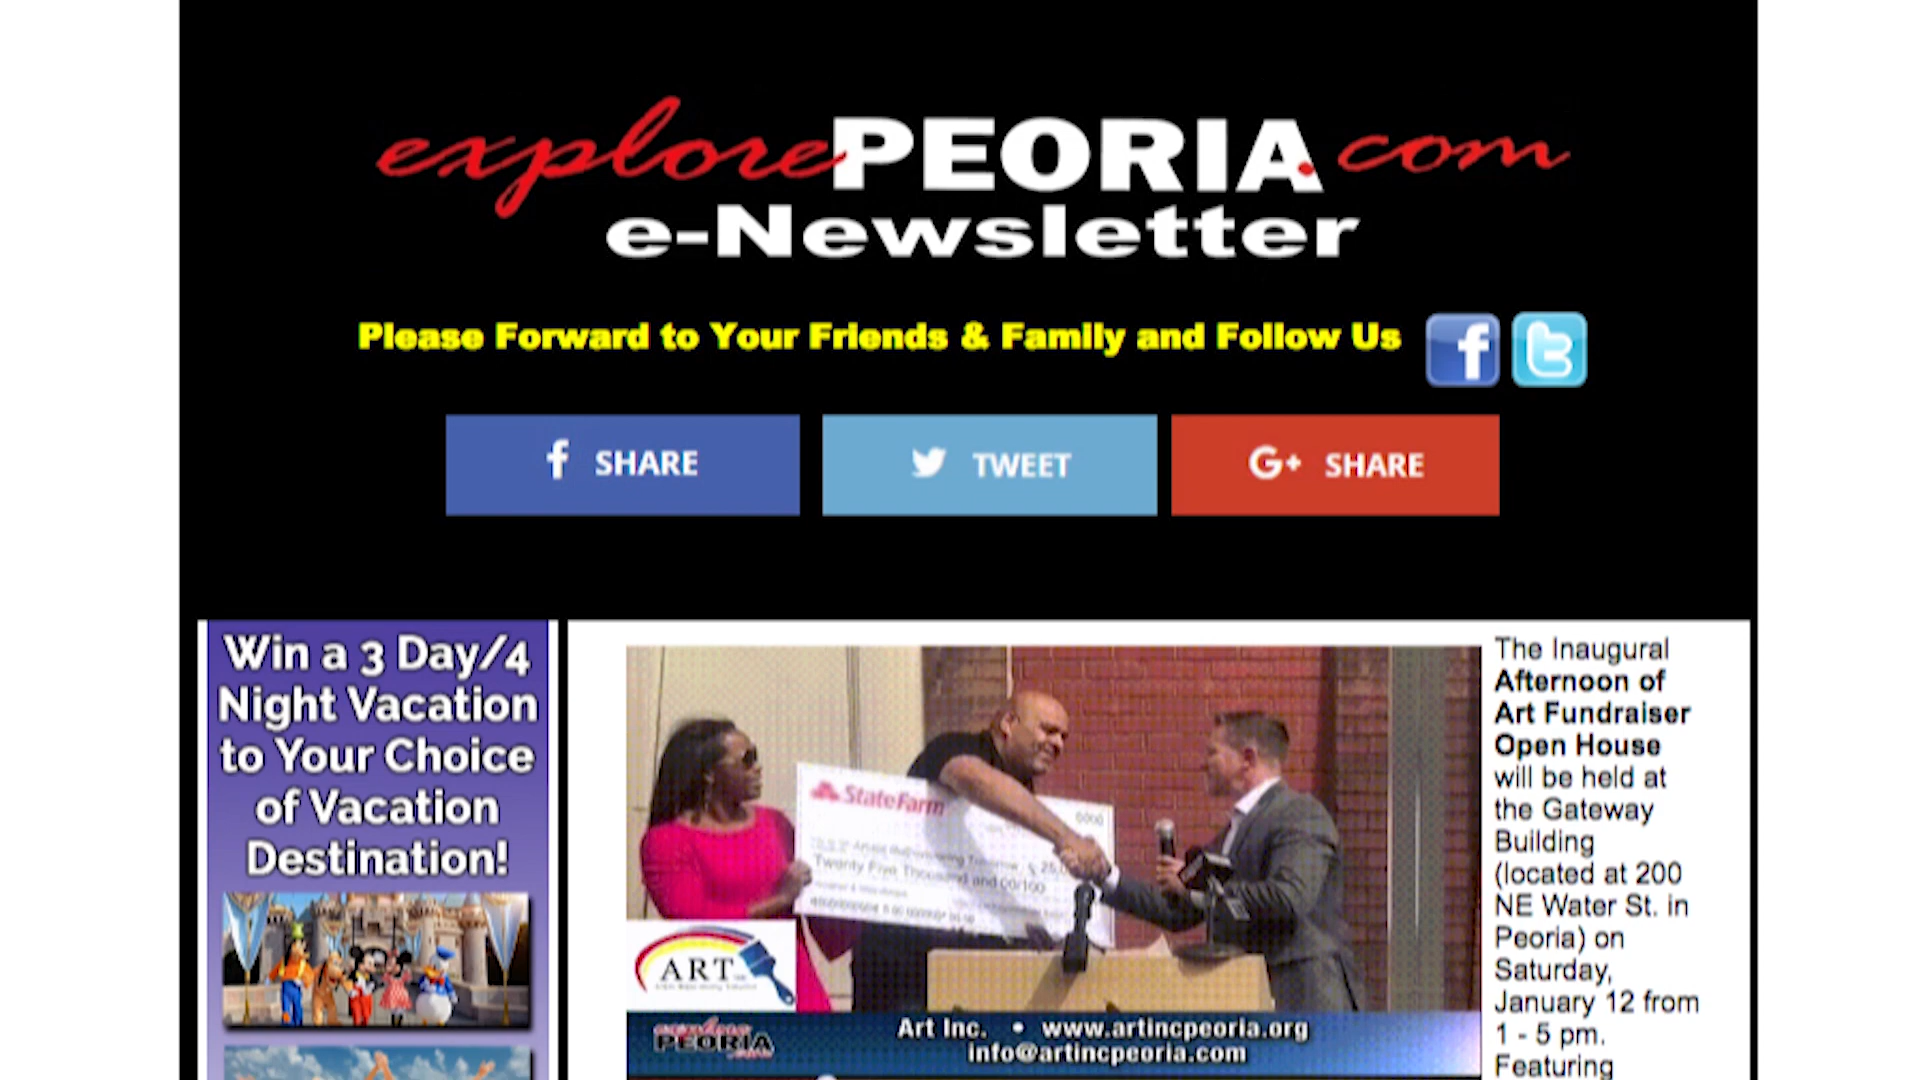 explorePEORIA.com
e-Newsletter
Please Forward to Your Friends & Family and Follow Us
f SHARE
TWEET
G+ SHARE
Win a 3 Day/4
Night Vacation
to Your Choice
of Vacation
Destination!
StateFarm
0000
Twenty Five Thousand and 00/100
ART
explore
PEORIA
Art Inc. • www.artincpeoria.org
info@artincpeoria.com
The Inaugural
Afternoon of
Art Fundraiser
Open House
will be held at
the Gateway
Building
(located at 200
NE Water St. in
Peoria) on
Saturday,
January 12 from
1 - 5 pm.
Featuring